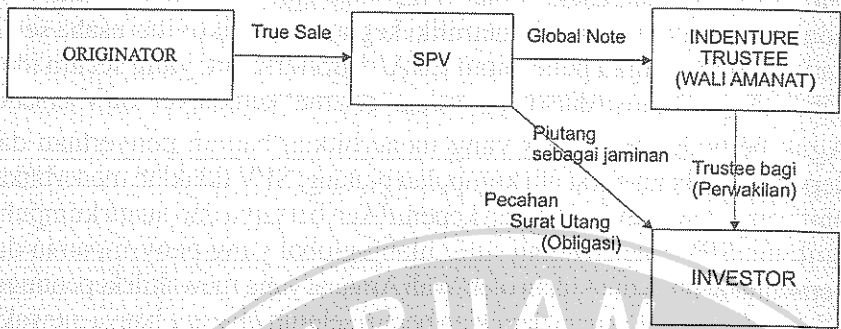 ORIGINATOR
True Sale
SPV
Global Note
INDENTURE
TRUSTEE
(WALI AMANAT)
Piutang
sebagai jaminan
Trustee bagi
(Perwakilan)
Pecahan
Surat Utang
(Obligasi)
INVESTOR